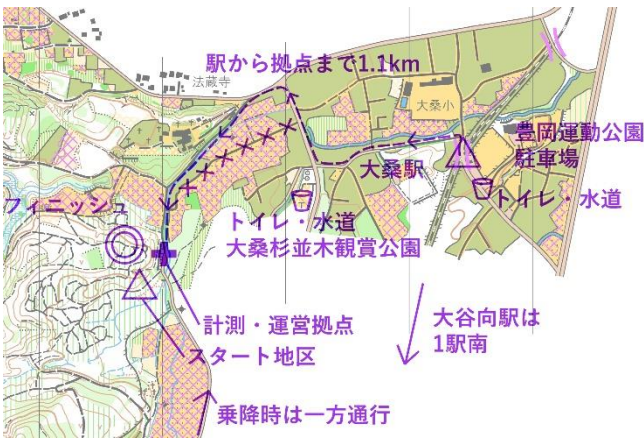 駅から拠点まで1.1km
法蔵寺
大桑小
豊岡運動公園
駐車場
大桑駅
トイレ・水道
フィニッシュ
トイレ・水道
大桑杉並木観賞公園
計測・運営拠点
スタート地区
大谷向駅は
1駅南
乗降時は一方通行